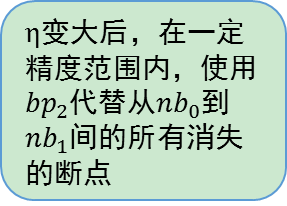 η变大后，在一定
精度范围内，使用
bp₂代替从nb₀到
nb₁间的所有消失
的断点